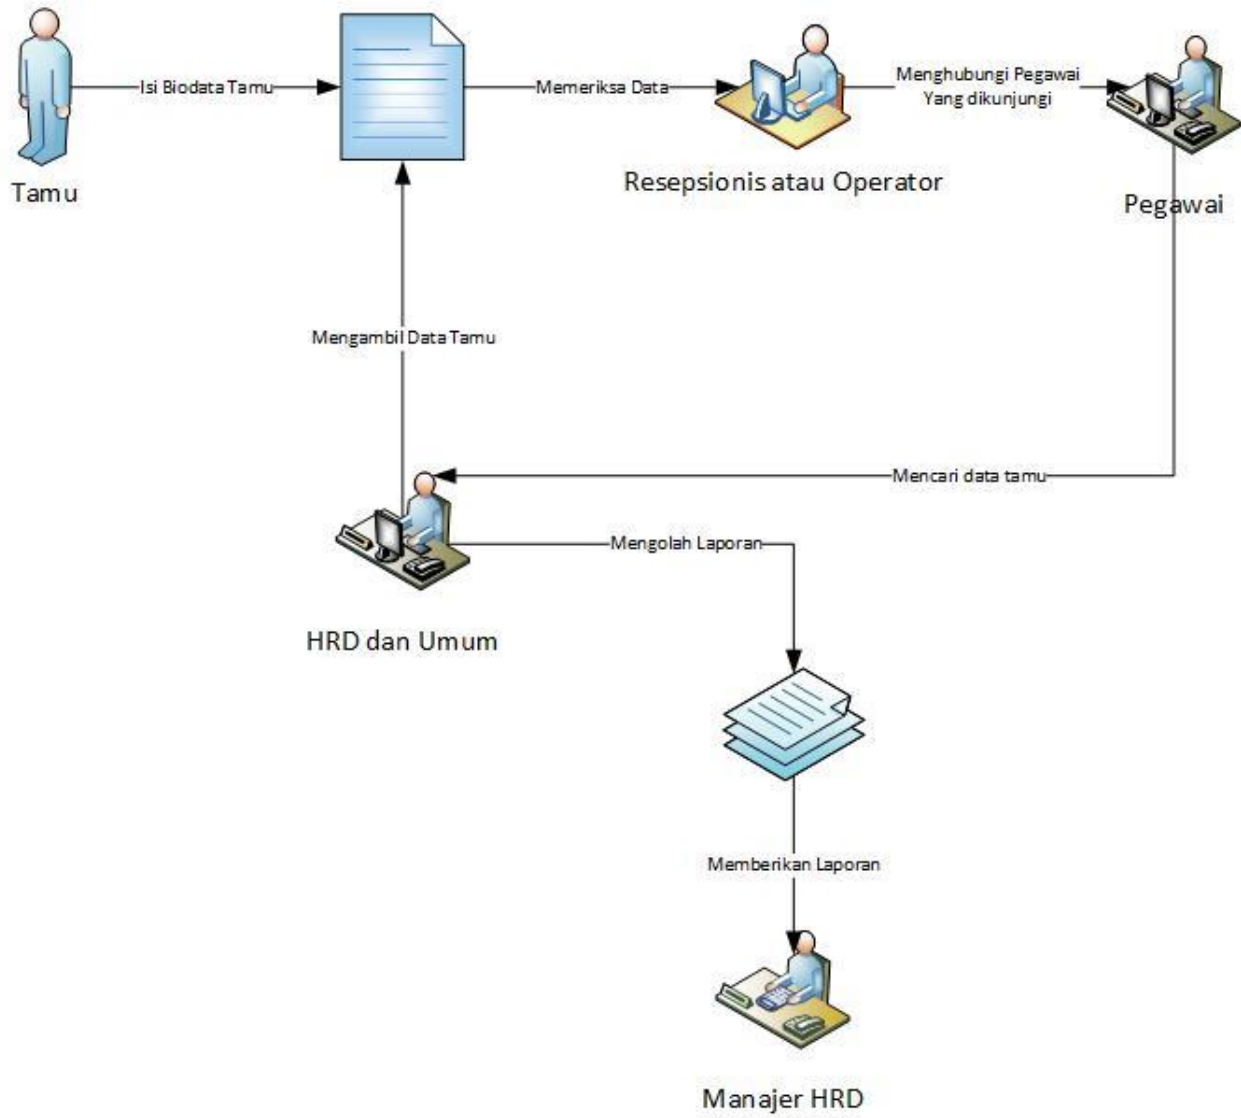 Isi Biodata Tamu
Memeriksa Data
Menghubungi Pegawai
Yang dikunjungi
Tamu
Resepsionis atau Operator
Pegawai
Mengambil Data Tamu
Mencari data tamu
Mengolah Laporan
HRD dan Umum
Memberikan Laporan
Manajer HRD